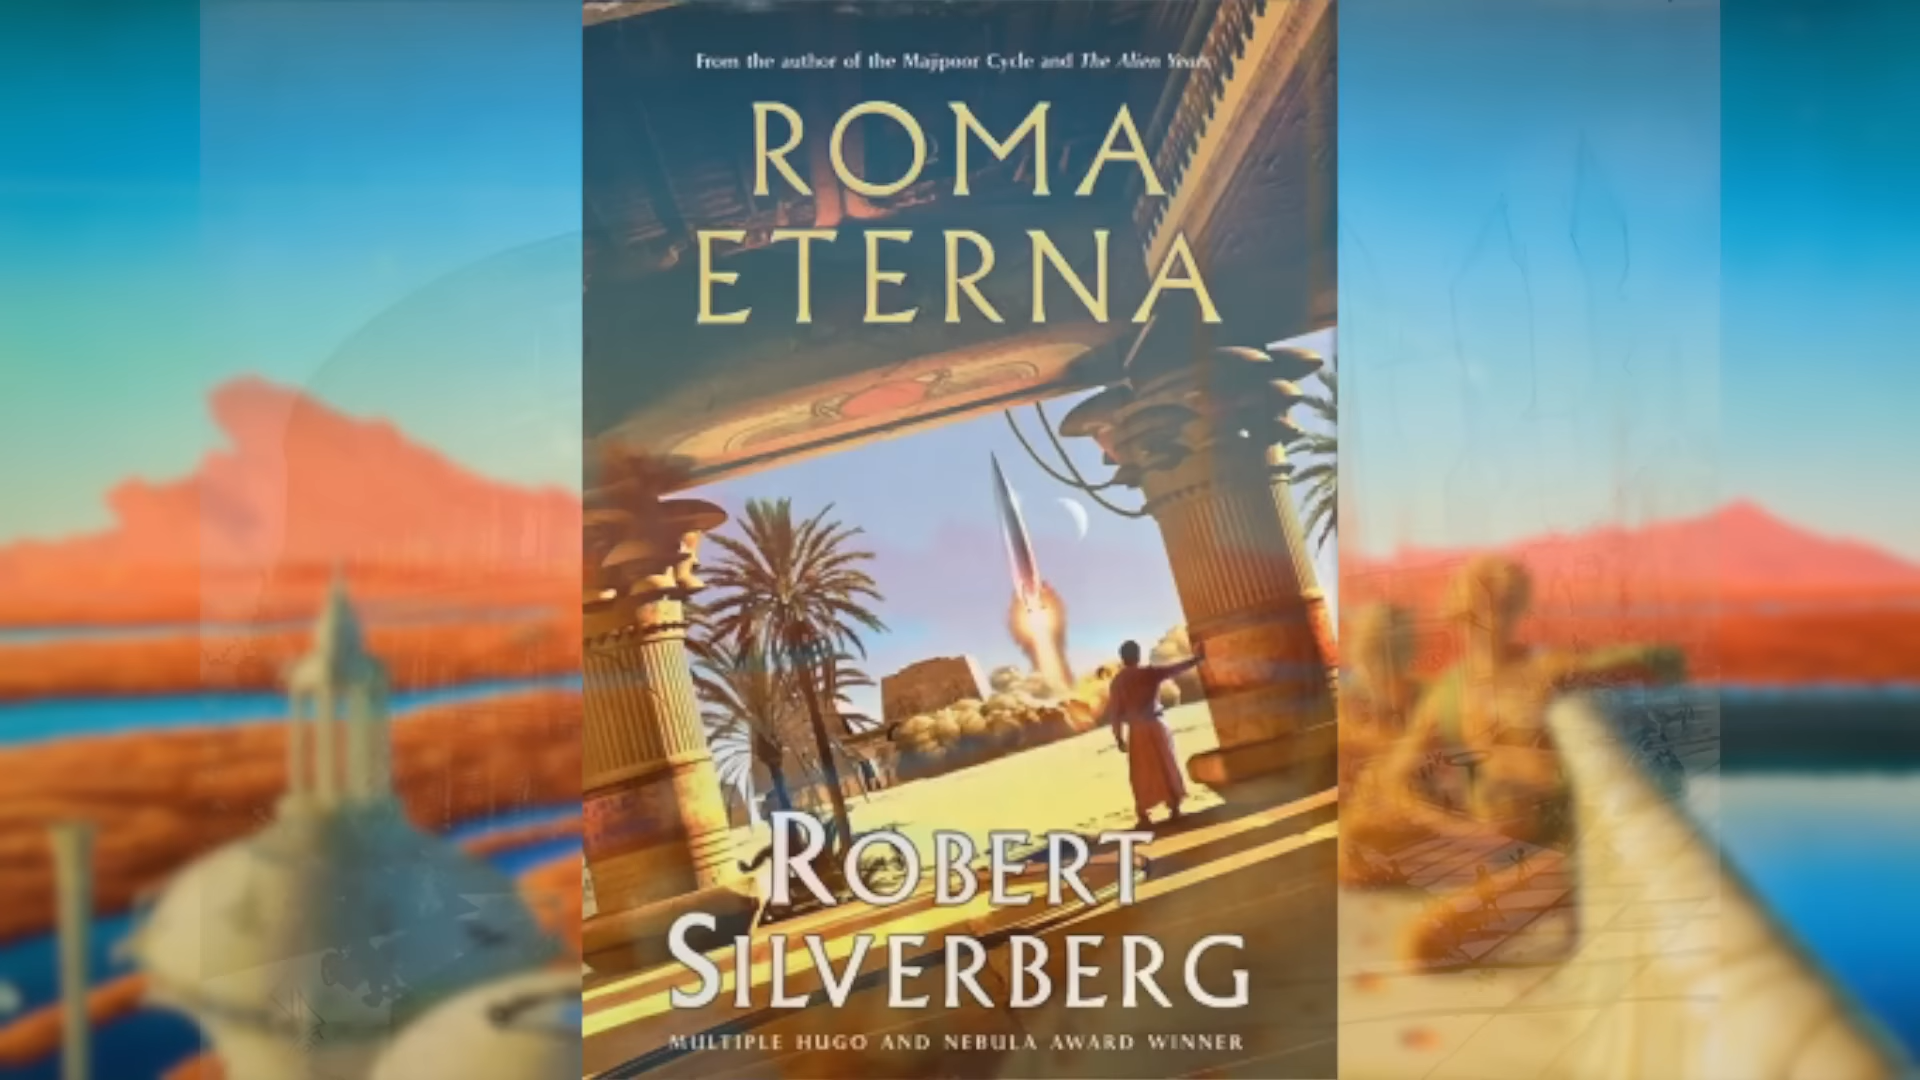 From the author of the Majipoor Cycle and The Alien Years
ROMA
ETERNA
ROBERT
SILVERBERG
MULTIPLE HUGO AND NEBULA AWARD WINNER